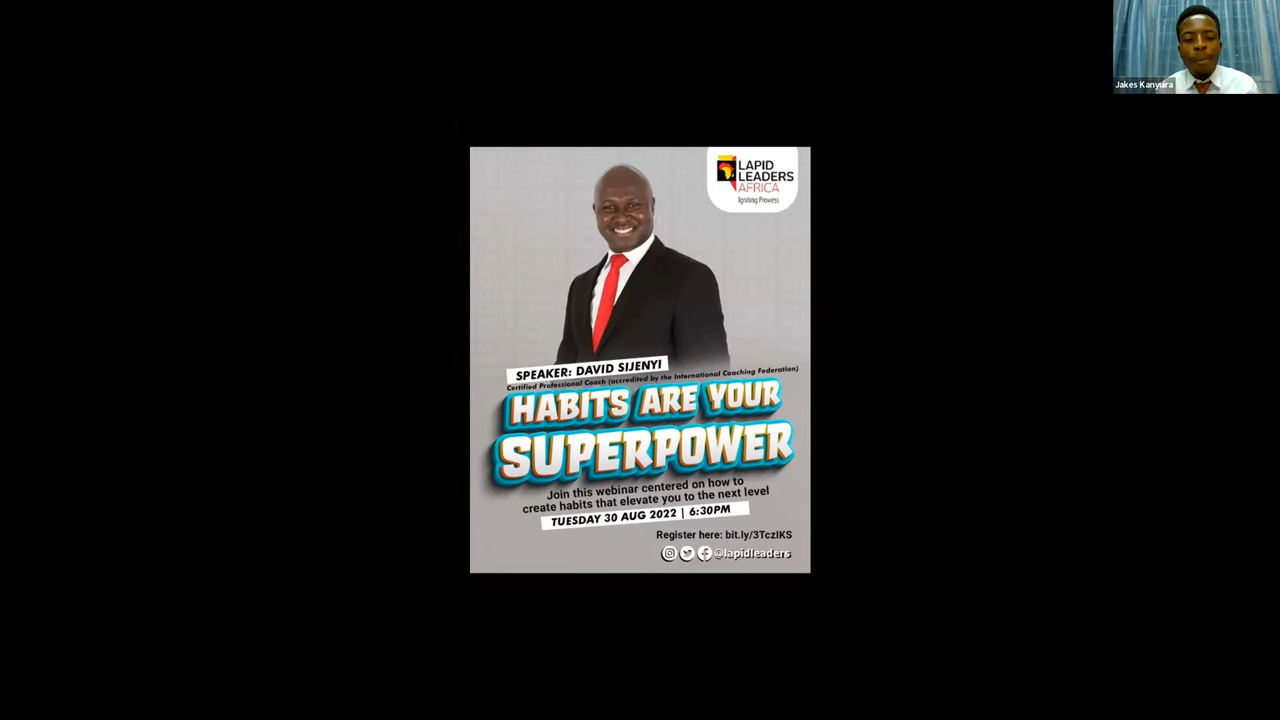 Jakes Kanyuira
LAPID
LEADERS
AFRICA
Igniting Prowess
SPEAKER: DAVID SIJENYI
Certified Professional Coach (accredited by the International Coaching Federation)
HABITS ARE YOUR
SUPERPOWER
Join this webinar centered on how to
create habits that elevate you to the next level
TUESDAY 30 AUG 2022 | 6:30PM
Register here: bit.ly/3TczIKS
@lapidleaders